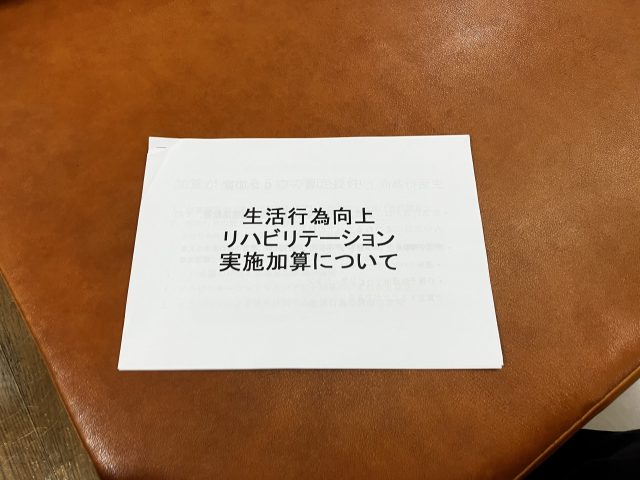 生活行為向上
リハビリテーション
実施加算について